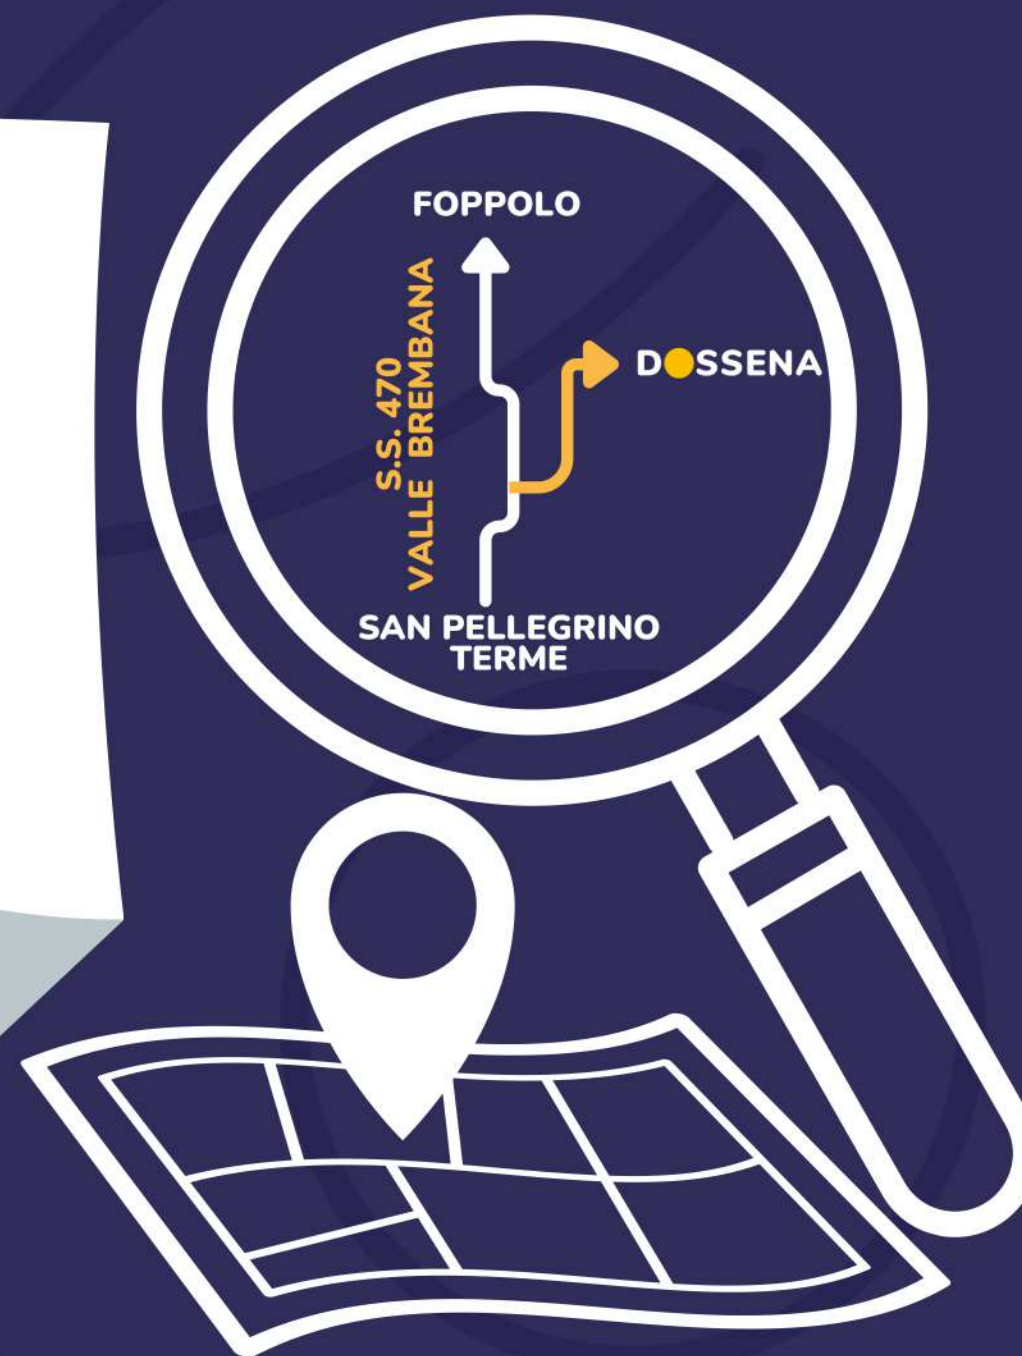 FOPPOLO
S.S. 470
VALLE BREMBANA
DOSSENA
SAN PELLEGRINO
TERME